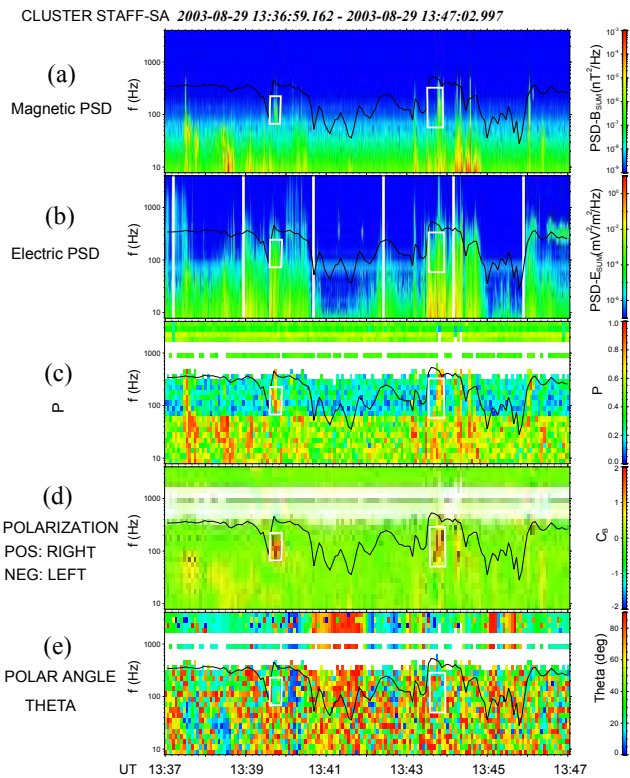 CLUSTER STAFF-SA 2003-08-29 13:36:59.162 - 2003-08-29 13:47:02.997
(a)
Magnetic PSD
f (Hz)
1000
100
10
10⁻³
10⁻⁴
10⁻⁵
10⁻⁶
10⁻⁷
10⁻⁸
10⁻⁹
PSD-B_SUM (nT²/Hz)
(b)
Electric PSD
f (Hz)
1000
100
10
10⁻¹
10⁻²
10⁻³
10⁻⁴
10⁻⁵
10⁻⁶
PSD-E_SUM (mV²/m²/Hz)
(c)
P
f (Hz)
1000
100
10
1.0
0.8
0.6
0.4
0.2
0.0
P
(d)
POLARIZATION
POS: RIGHT
NEG: LEFT
f (Hz)
1000
100
10
2
1
0
-1
-2
C_B
(e)
POLAR ANGLE
THETA
f (Hz)
1000
100
10
80
60
40
20
0
Theta (deg)
UT 13:37 13:39 13:41 13:43 13:45 13:47